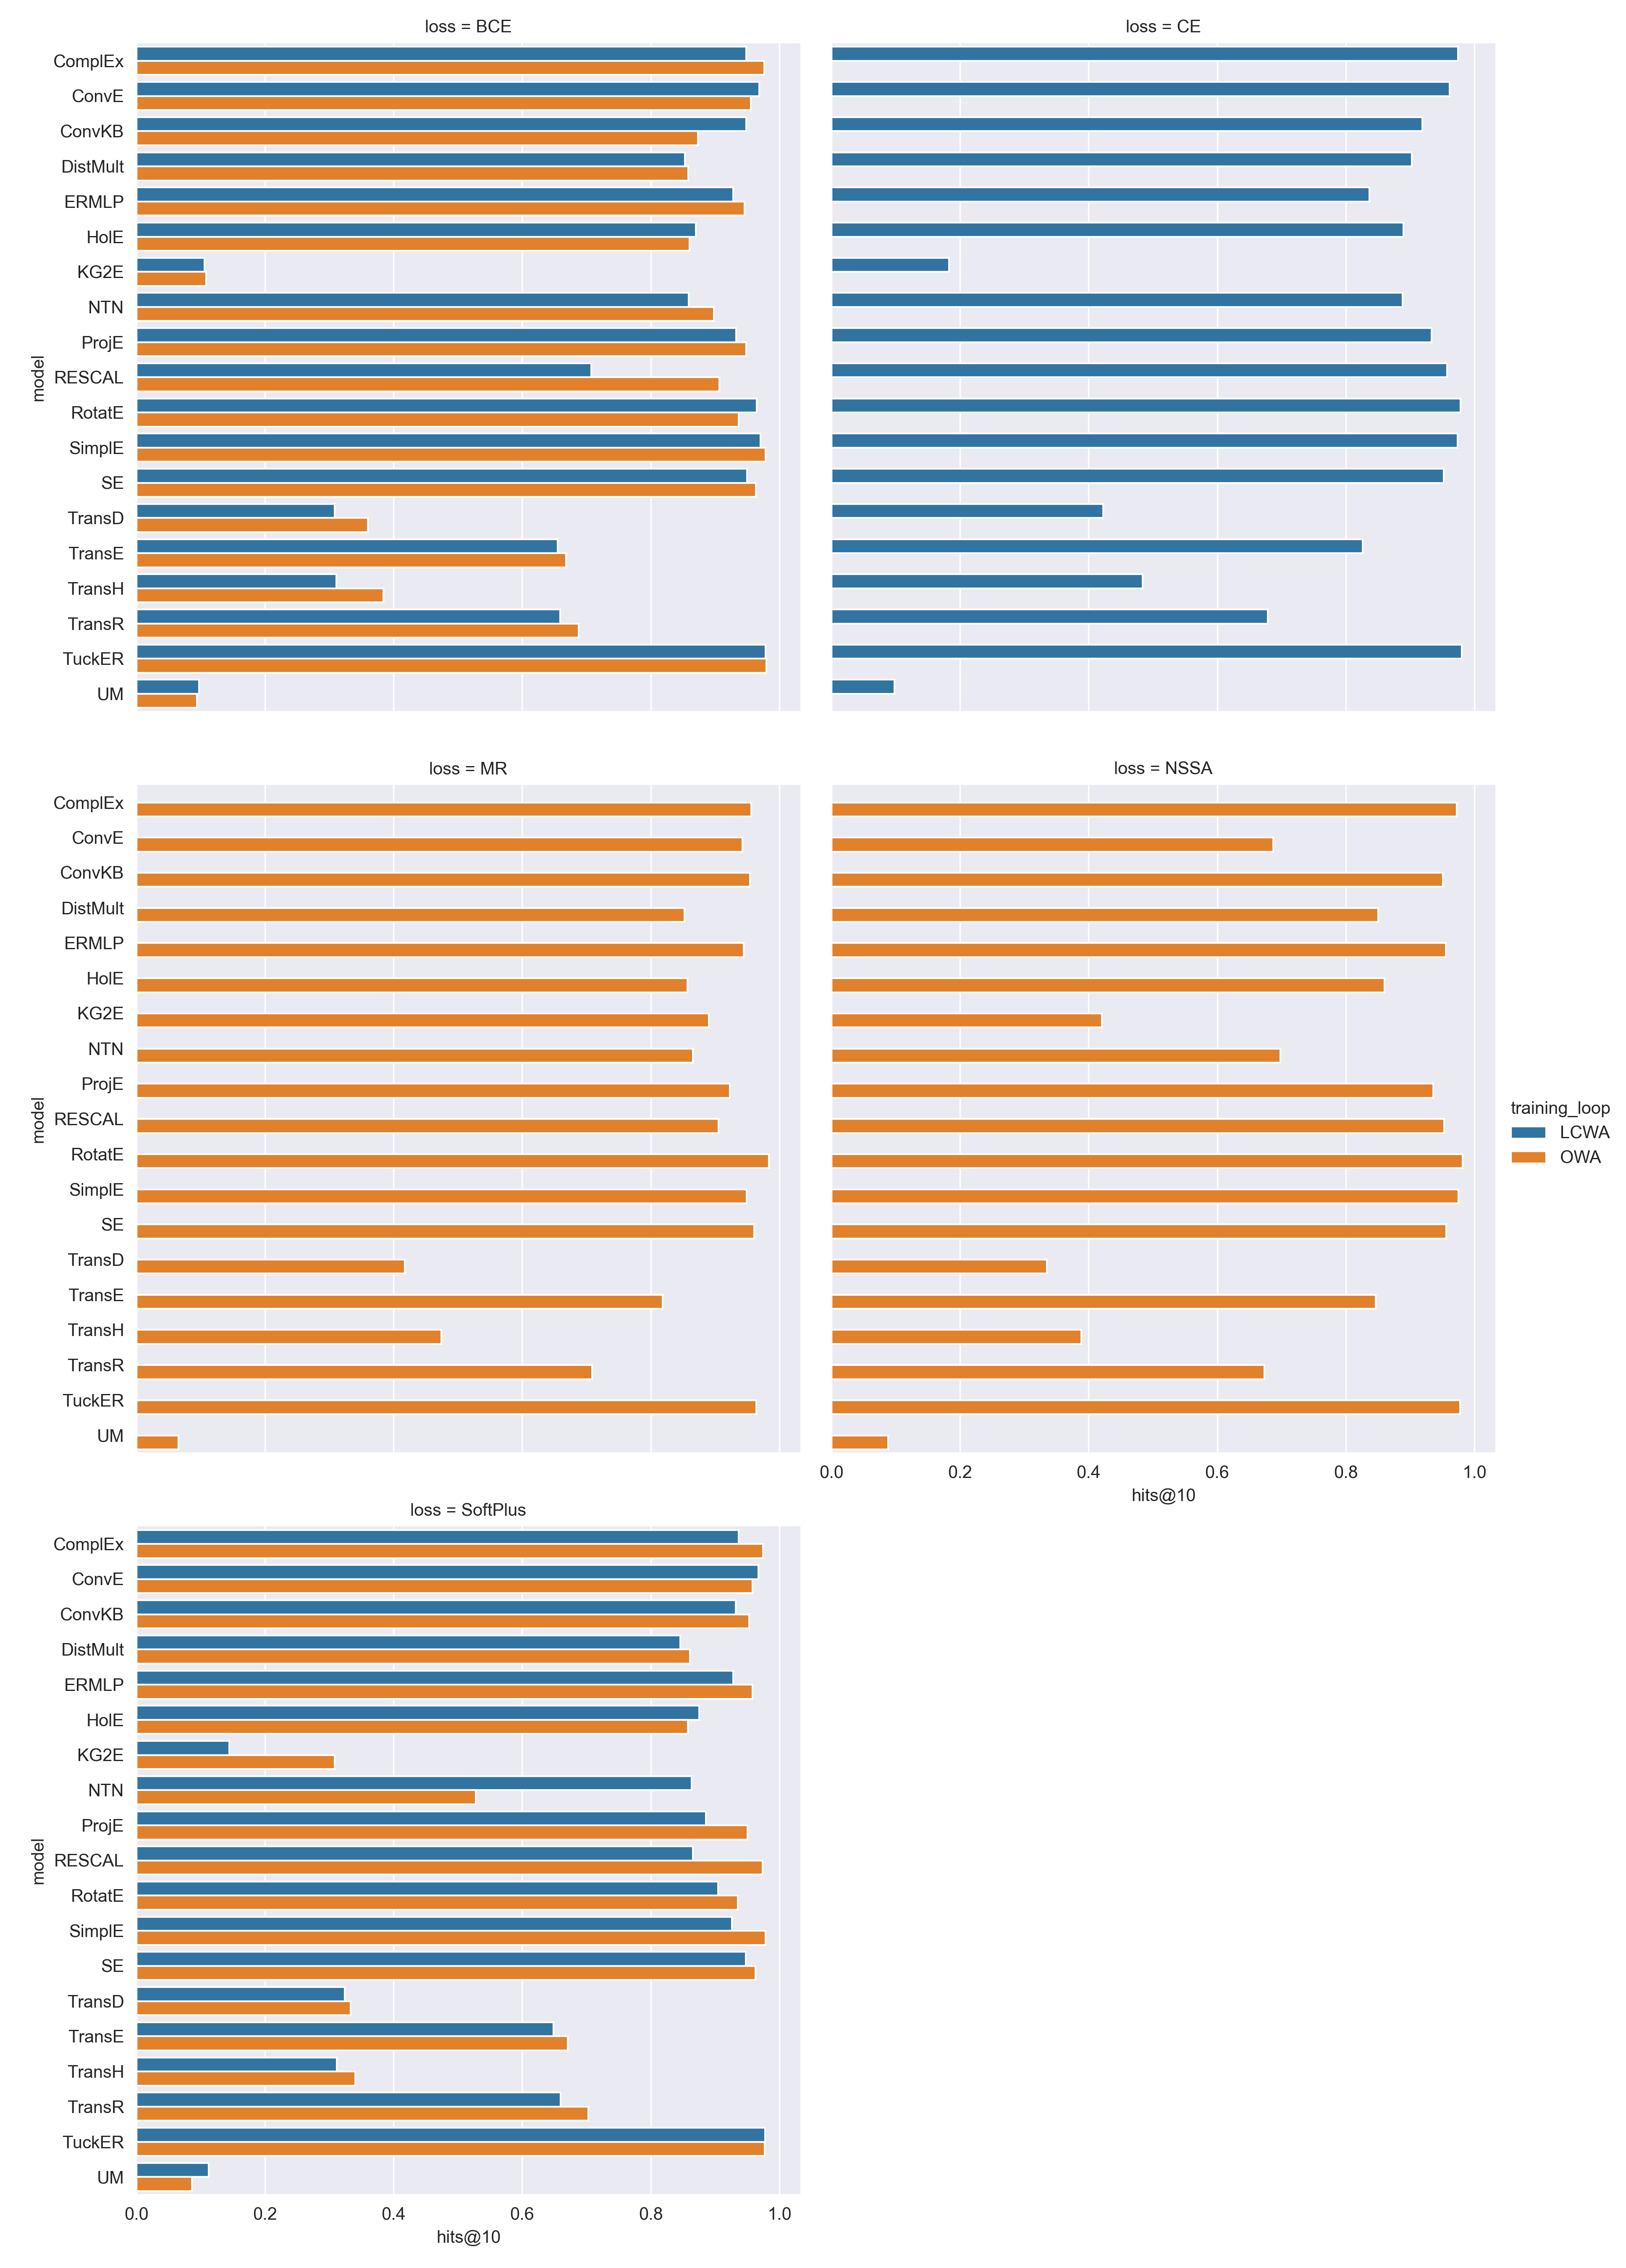 loss = BCE
ComplEx
ConvE
ConvKB
DistMult
ERMLP
HolE
KG2E
NTN
ProjE
RESCAL
RotatE
SimplE
SE
TransD
TransE
TransH
TransR
TuckER
UM
model
loss = CE
loss = MR
ComplEx
ConvE
ConvKB
DistMult
ERMLP
HolE
KG2E
NTN
ProjE
RESCAL
RotatE
SimplE
SE
TransD
TransE
TransH
TransR
TuckER
UM
model
loss = NSSA
0.0 0.2 0.4 0.6 0.8 1.0
hits@10
training_loop
LCWA
OWA
loss = SoftPlus
ComplEx
ConvE
ConvKB
DistMult
ERMLP
HolE
KG2E
NTN
ProjE
RESCAL
RotatE
SimplE
SE
TransD
TransE
TransH
TransR
TuckER
UM
model
0.0 0.2 0.4 0.6 0.8 1.0
hits@10